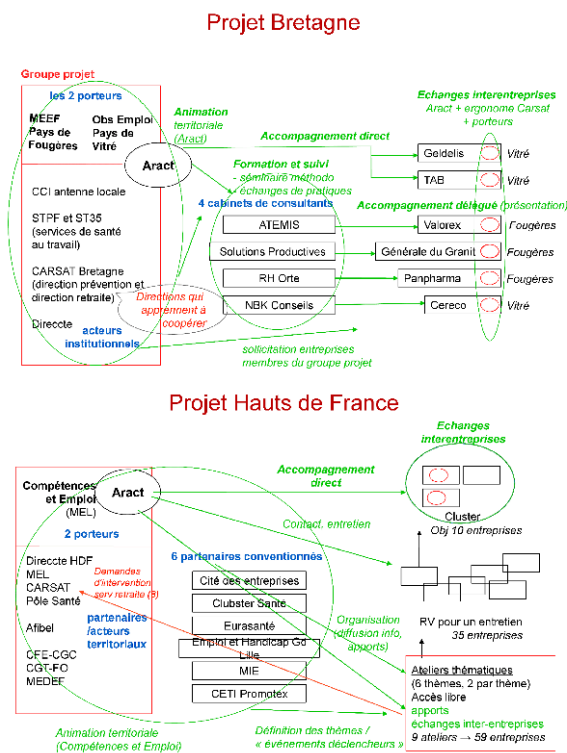 Projet Bretagne
Groupe projet
les 2 porteurs
MEEF
Pays de
Fougères
Obs Emploi
Pays de
Vitré
Aract
CCI antenne locale
STPF et ST35
(services de santé
au travail)
CARSAT Bretagne
(direction prévention et
direction retraite)
Direccte
acteurs
institutionnels
Animation
territoriale
(Aract)
Accompagnement direct
Formation et suivi
- séminaire méthodo
- échanges de pratiques
4 cabinets de consultants
ATEMIS
Solutions Productives
RH Orte
NBK Conseils
Directions qui
apprennent à
coopérer
sollicitation entreprises
membres du groupe projet
Echanges interentreprises
Aract + ergonome Carsat
+ porteurs
Geldelis
Vitré
TAB
Vitré
Accompagnement délégué (présentation)
Valorex
Fougères
Générale du Granit
Fougères
Panpharma
Fougères
Cereco
Vitré
Projet Hauts de France
Compétences
et Emploi
(MEL)
Aract
2 porteurs
Direccte HDF
MEL
CARSAT
Pôle Santé
Afibel
CFE-CGC
CGT-FO
MEDEF
Demandes
d'intervention
serv retraite (8)
partenaires
/acteurs
territoriaux
Animation territoriale
(Compétences et Emploi)
6 partenaires conventionnés
Cité des entreprises
Clubster Santé
Eurasanté
Emploi et Handicap Gd
Lille
MIE
CETI Promotex
Accompagnement
direct
Contact, entretien
Organisation
(diffusion info,
apports)
Définition des thèmes /
« événements déclencheurs »
Echanges
interentreprises
Cluster
Obj 10 entreprises
RV pour un entretien
35 entreprises
Ateliers thématiques
(6 thèmes, 2 par thème)
Accès libre
apports
échanges inter-entreprises
9 ateliers → 59 entreprises